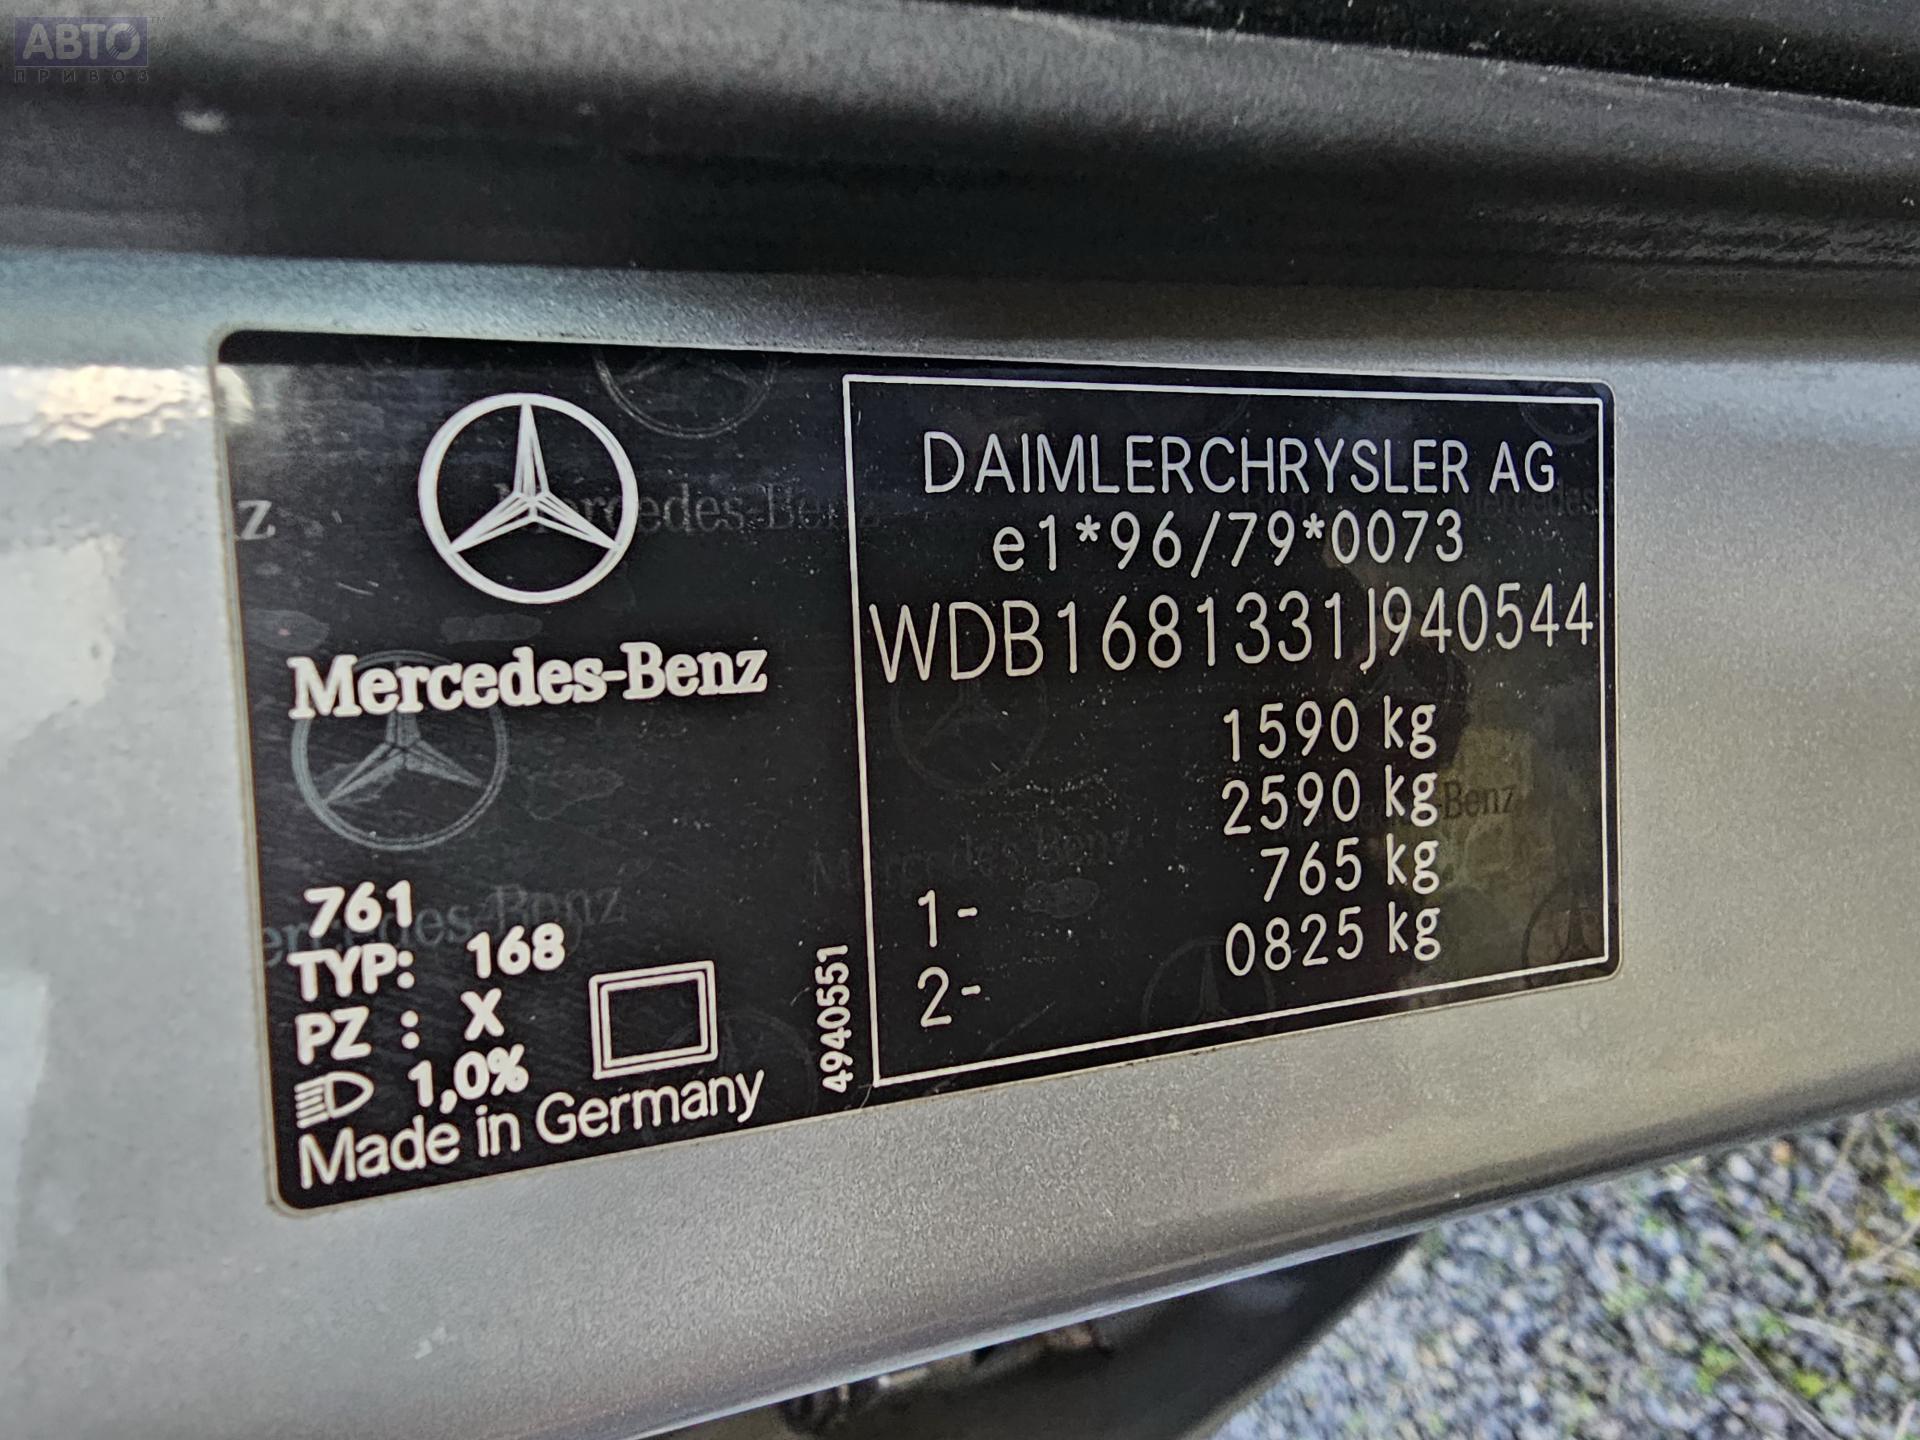 АВТО
ПРИВОЗ
Mercedes-Benz
761
TYP: 168
PZ : X
1,0%
Made in Germany
4940551
DAIMLERCHRYSLER AG
e1*96/79*0073
WDB1681331J940544
1590 kg
2590 kg
1- 765 kg
2- 0825 kg